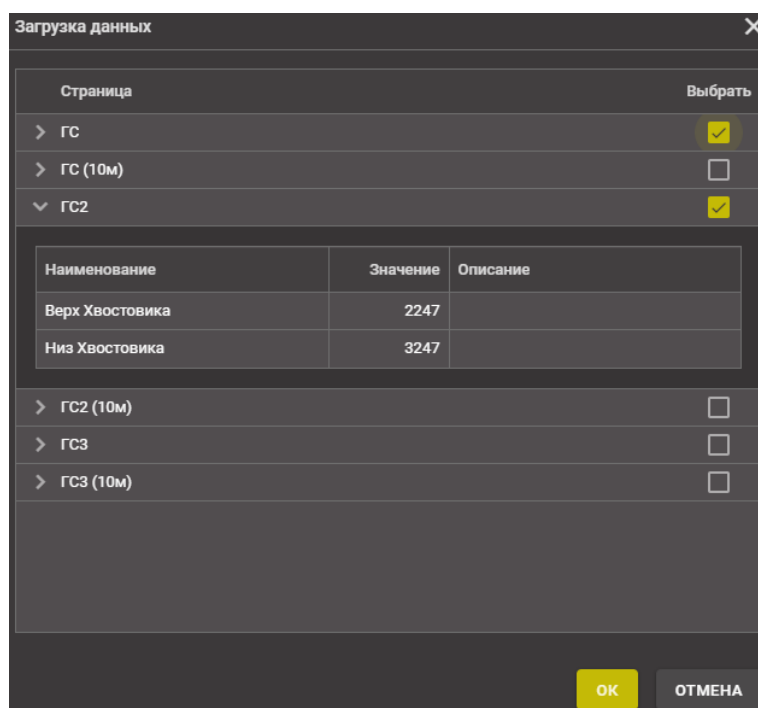 Загрузка данных
Страница Выбрать
ГС
ГС (10м)
ГС2
Наименование Значение Описание
Верх Хвостовика 2247
Низ Хвостовика 3247
ГС2 (10м)
ГС3
ГС3 (10м)
ОК ОТМЕНА